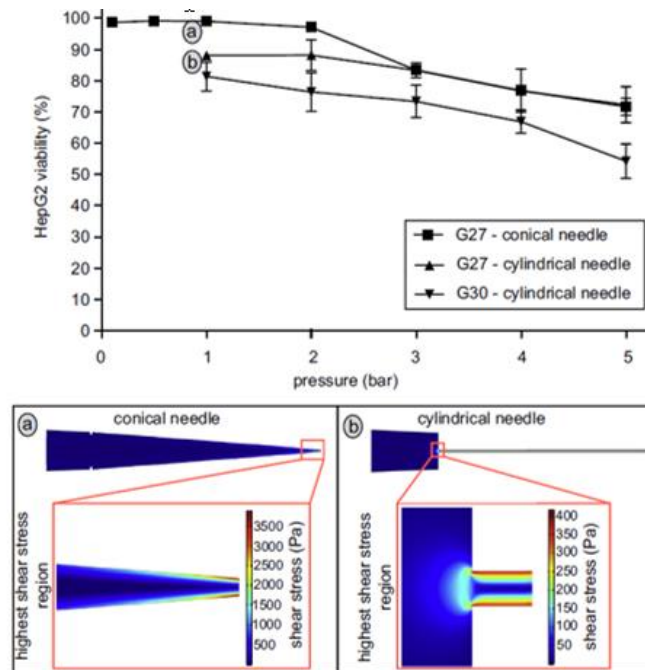 100
90
80
70
60
50
40
30
20
10
0
HepG2 viability (%)
a
b
G27 - conical needle
G27 - cylindrical needle
G30 - cylindrical needle
0 1 2 3 4 5
pressure (bar)
a conical needle
highest shear stress
region
3500
3000
2500
2000
1500
1000
500
shear stress (Pa)
b cylindrical needle
highest shear stress
region
400
350
300
250
200
150
100
50
shear stress (Pa)